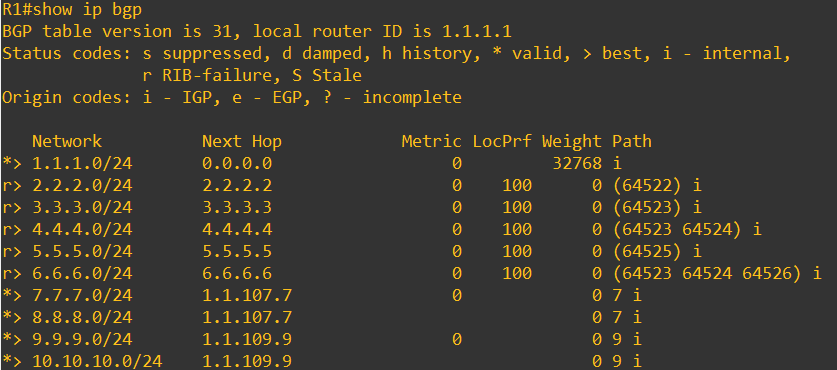 R1#show ip bgp
BGP table version is 31, local router ID is 1.1.1.1
Status codes: s suppressed, d damped, h history, * valid, > best, i - internal,
              r RIB-failure, S Stale
Origin codes: i - IGP, e - EGP, ? - incomplete

   Network          Next Hop            Metric LocPrf Weight Path
*> 1.1.1.0/24       0.0.0.0                  0         32768 i
r> 2.2.2.0/24       2.2.2.2                  0    100      0 (64522) i
r> 3.3.3.0/24       3.3.3.3                  0    100      0 (64523) i
r> 4.4.4.0/24       4.4.4.4                  0    100      0 (64523 64524) i
r> 5.5.5.0/24       5.5.5.5                  0    100      0 (64525) i
r> 6.6.6.0/24       6.6.6.6                  0    100      0 (64523 64524 64526) i
*> 7.7.7.0/24       1.1.107.7                0             0 7 i
*> 8.8.8.0/24       1.1.107.7                              0 7 i
*> 9.9.9.0/24       1.1.109.9                0             0 9 i
*> 10.10.10.0/24    1.1.109.9                              0 9 i